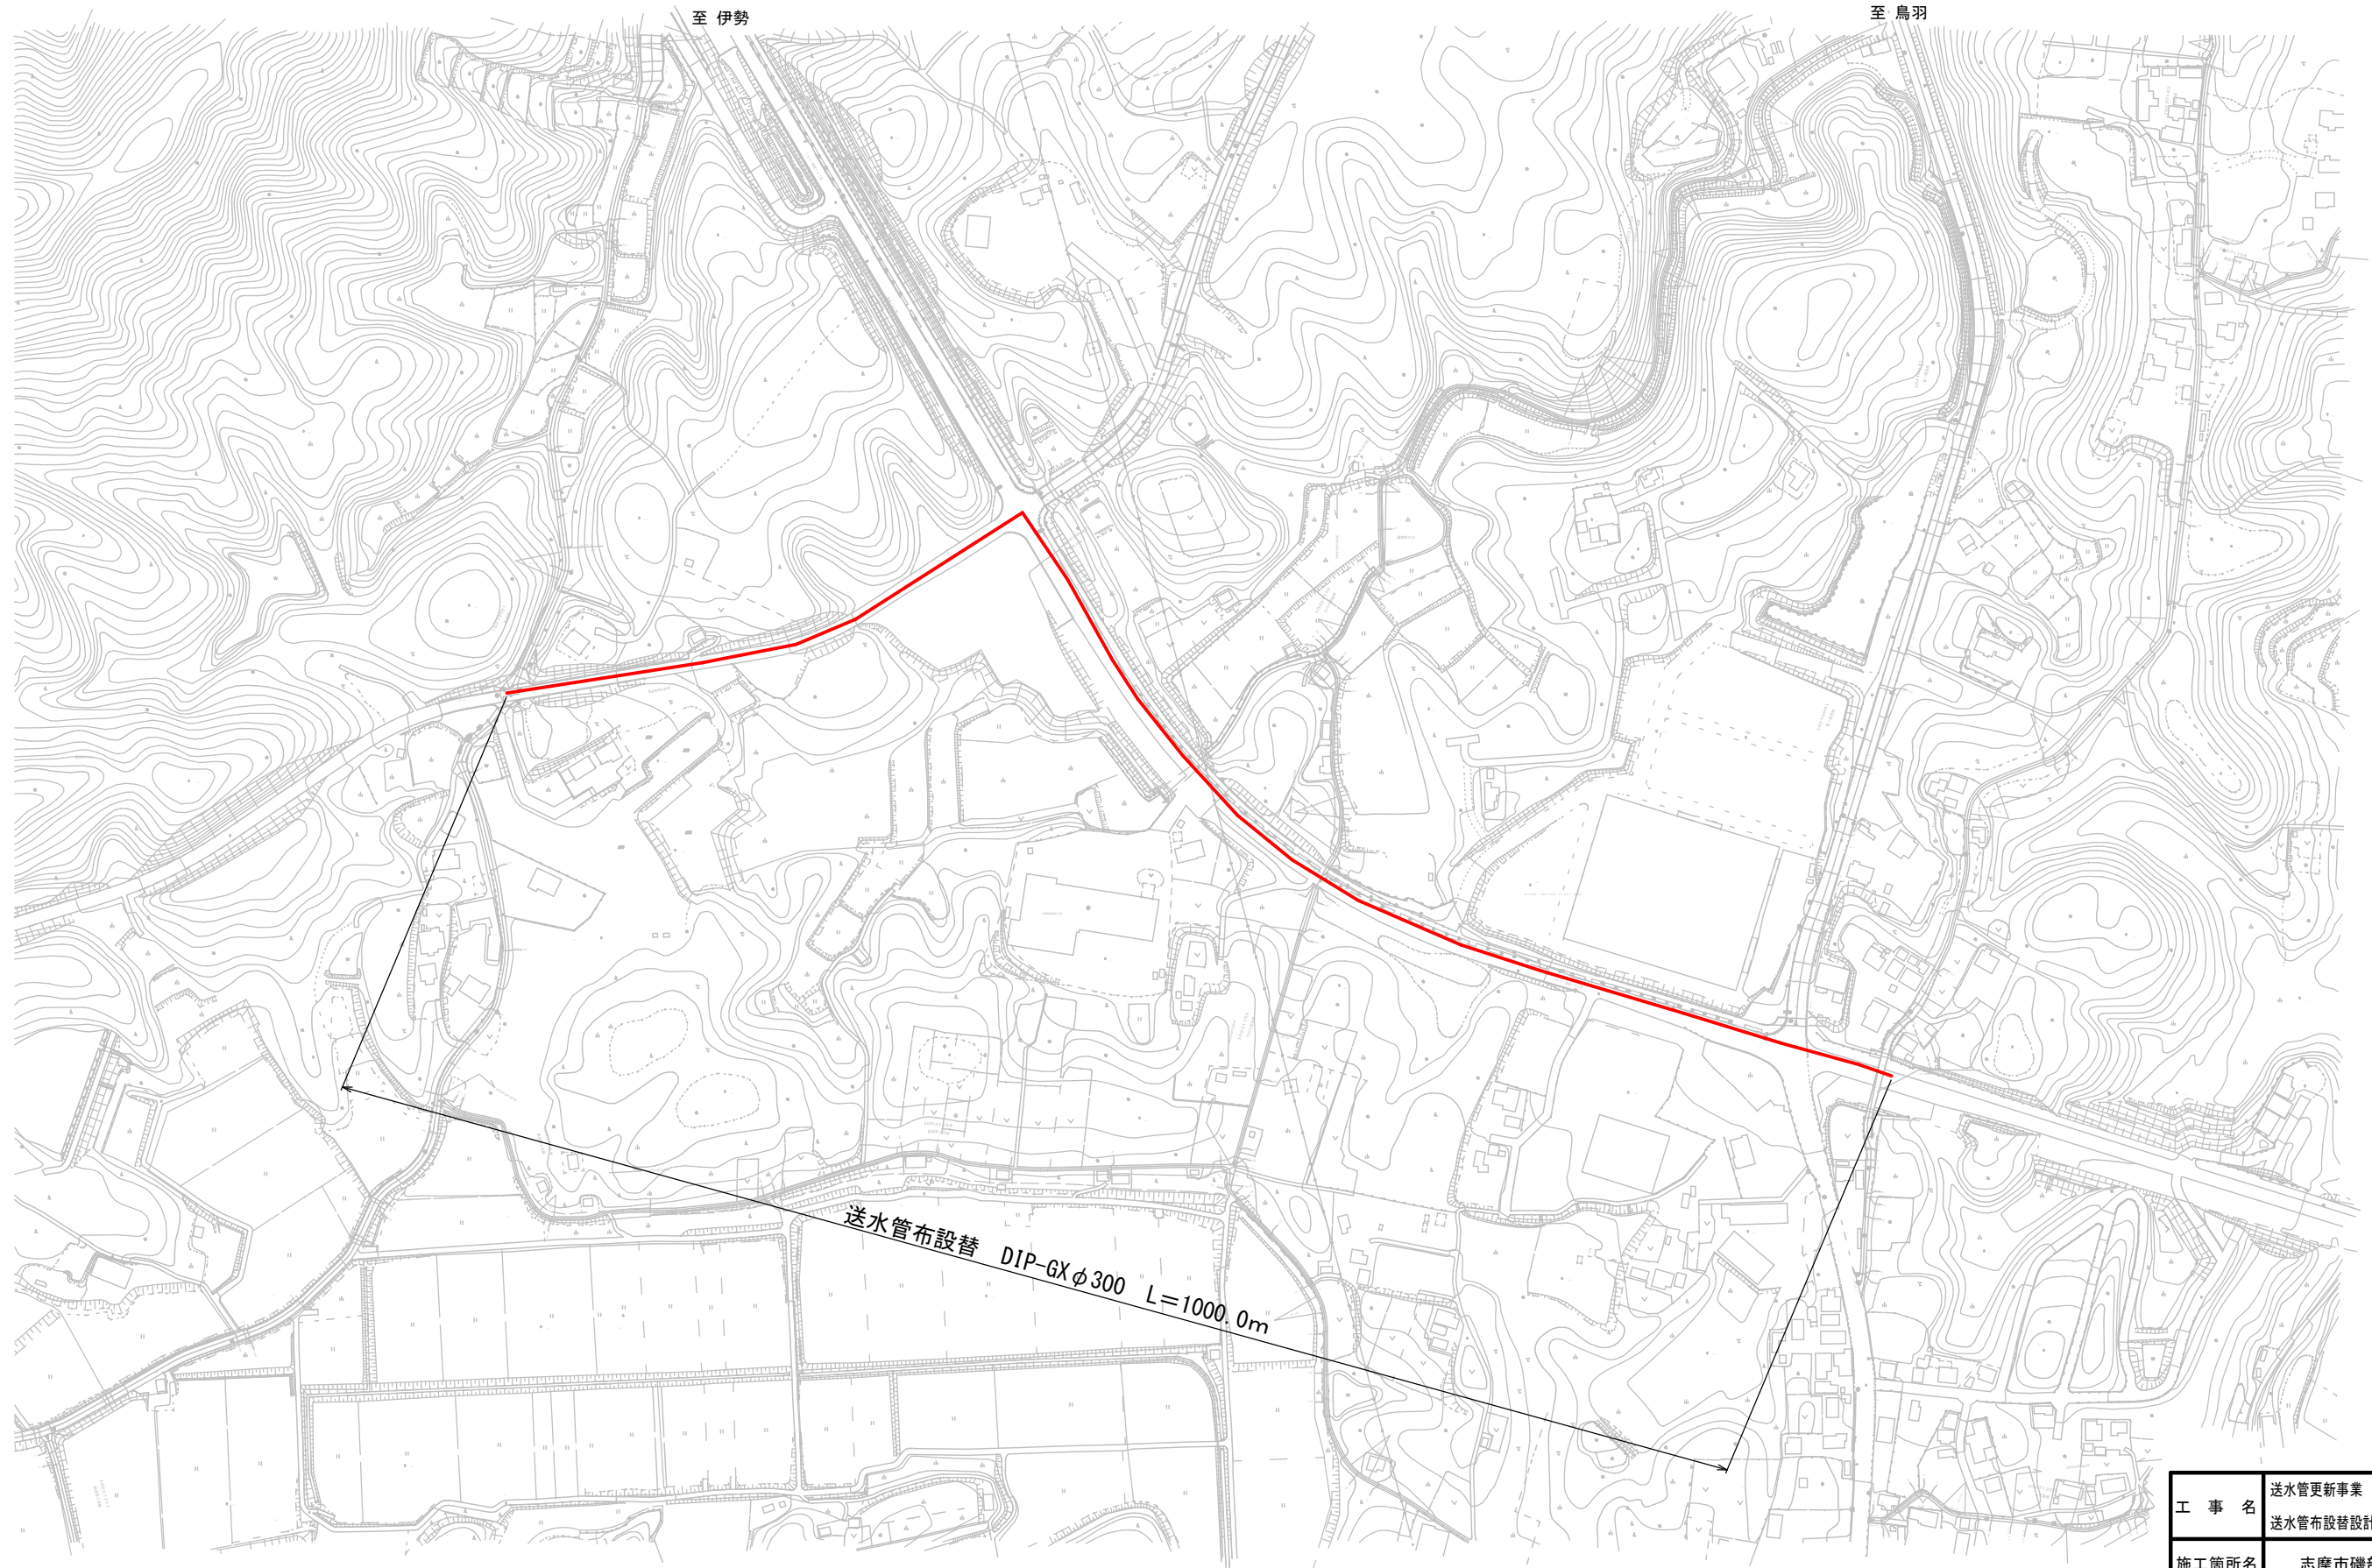 至 伊勢
至 鳥羽
送水管布設替 DIP-GXφ300 L=1000.0m
工 事 名
送水管更新事業
送水管布設替設計
施工箇所名
志摩市磯部